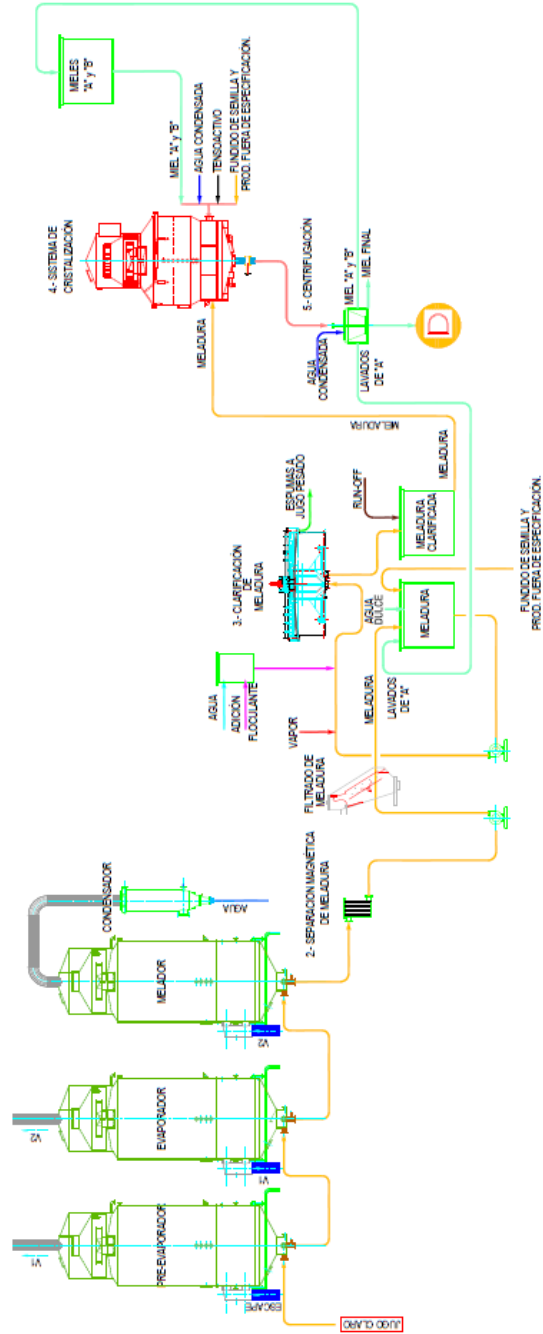 JUGO CLARO
ESCAPE
PRE-EVAPORADOR
V1
V1
EVAPORADOR
V3
V3
MELADOR
CONDENSADOR
AGUA
2.- SEPARACION MAGNÉTICA
DE MELADURA
FILTRADO DE
MELADURA
VAPOR
AGUA
ADICIÓN
FLOCULANTE
3.- CLARIFICACIÓN
DE
MELADURA
ESPUMAS A
JUGO PESADO
MELADURA
LAVADOS
DE "A"
AGUA
DULCE
MELADURA
RUN-OFF
MELADURA
CLARIFICADA
FUNDIDO DE SEMILLA Y
PROD. FUERA DE ESPECIFICACIÓN.
MELADURA
MELADURA
MELADURA
4.- SISTEMA DE
CRISTALIZACIÓN
MIELES
"A" y "B"
MIEL "A" y "B"
AGUA CONDENSADA
TENSOACTIVO
FUNDIDO DE SEMILLA Y
PROD. FUERA DE ESPECIFICACIÓN.
5.- CENTRIFUGACIÓN
AGUA
CONDENSADA
LAVADOS
DE "A"
MIEL "A" y "B"
MIEL FINAL
D